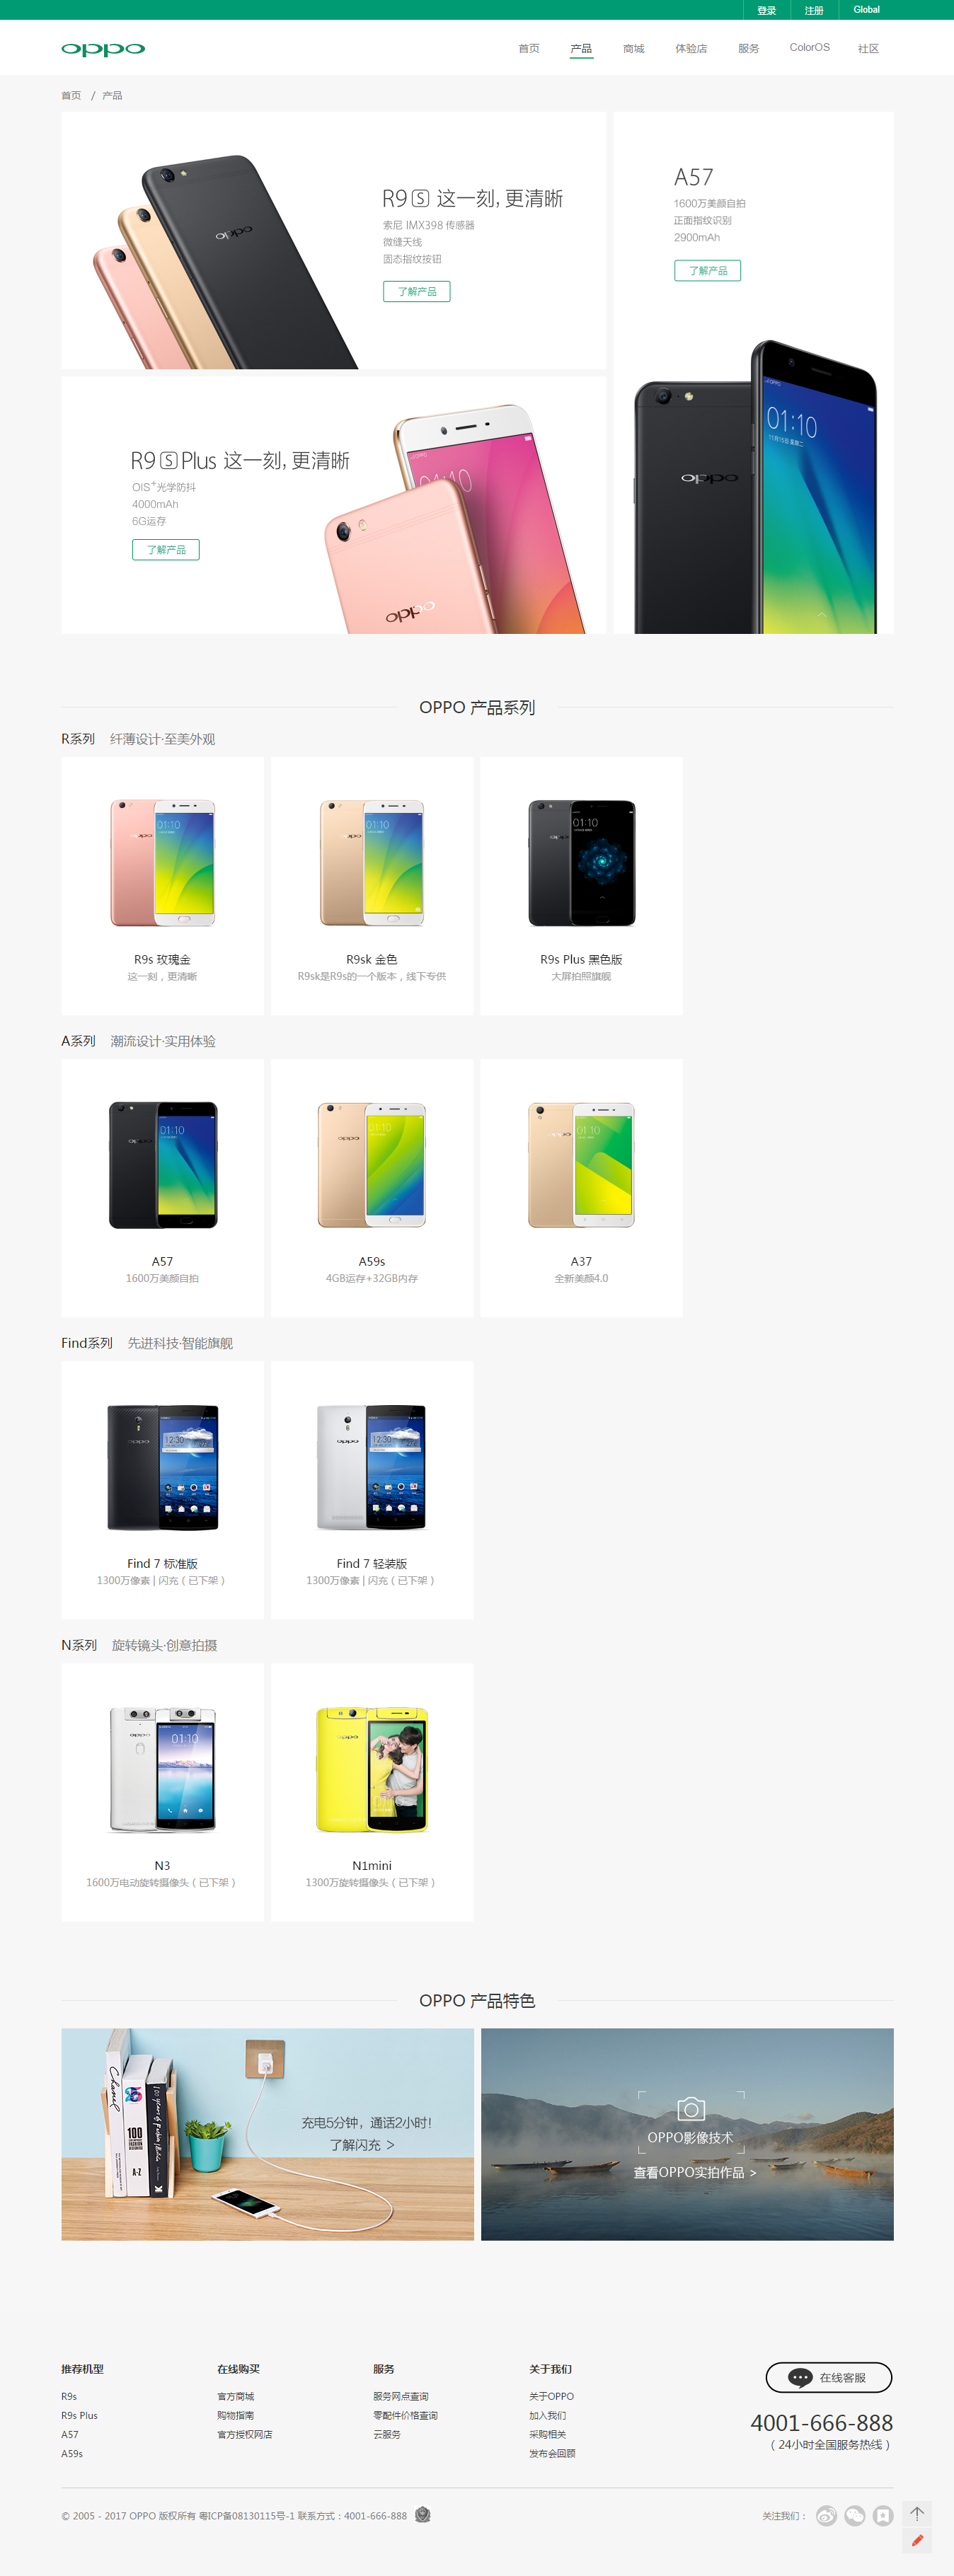 登录 注册 Global
oppo 首页 产品 商城 体验店 服务 ColorOS 社区
首页 / 产品
R9 S 这一刻, 更清晰
索尼 IMX398 传感器
微缝天线
固态指纹按钮
了解产品
oppo
A57
1600万美颜自拍
正面指纹识别
2900mAh
了解产品
01:10
oppo
R9 S Plus 这一刻, 更清晰
OIS+光学防抖
4000mAh
6G运存
了解产品
oppo
OPPO 产品系列
R系列 纤薄设计·至美外观
R9s 玫瑰金
这一刻，更清晰
R9sk 金色
R9sk是R9s的一个版本，线下专供
R9s Plus 黑色版
大屏拍照旗舰
A系列 潮流设计·实用体验
A57
1600万美颜自拍
A59s
4GB运存+32GB内存
A37
全新美颜4.0
Find系列 先进科技·智能旗舰
Find 7 标准版
1300万像素 | 闪充（已下架）
Find 7 轻装版
1300万像素 | 闪充（已下架）
N系列 旋转镜头·创意拍摄
N3
1600万电动旋转摄像头（已下架）
N1mini
1300万旋转摄像头（已下架）
OPPO 产品特色
充电5分钟，通话2小时！
了解闪充 >
OPPO影像技术
查看OPPO实拍作品 >
推荐机型 在线购买 服务 关于我们
R9s 官方商城 服务网点查询 关于OPPO
R9s Plus 购物指南 零配件价格查询 加入我们
A57 官方授权网店 云服务 采购相关
A59s 发布会回顾
在线客服
4001-666-888
（ 24小时全国服务热线 ）
© 2005 - 2017 OPPO 版权所有 粤ICP备08130115号-1 联系方式：4001-666-888 关注我们：